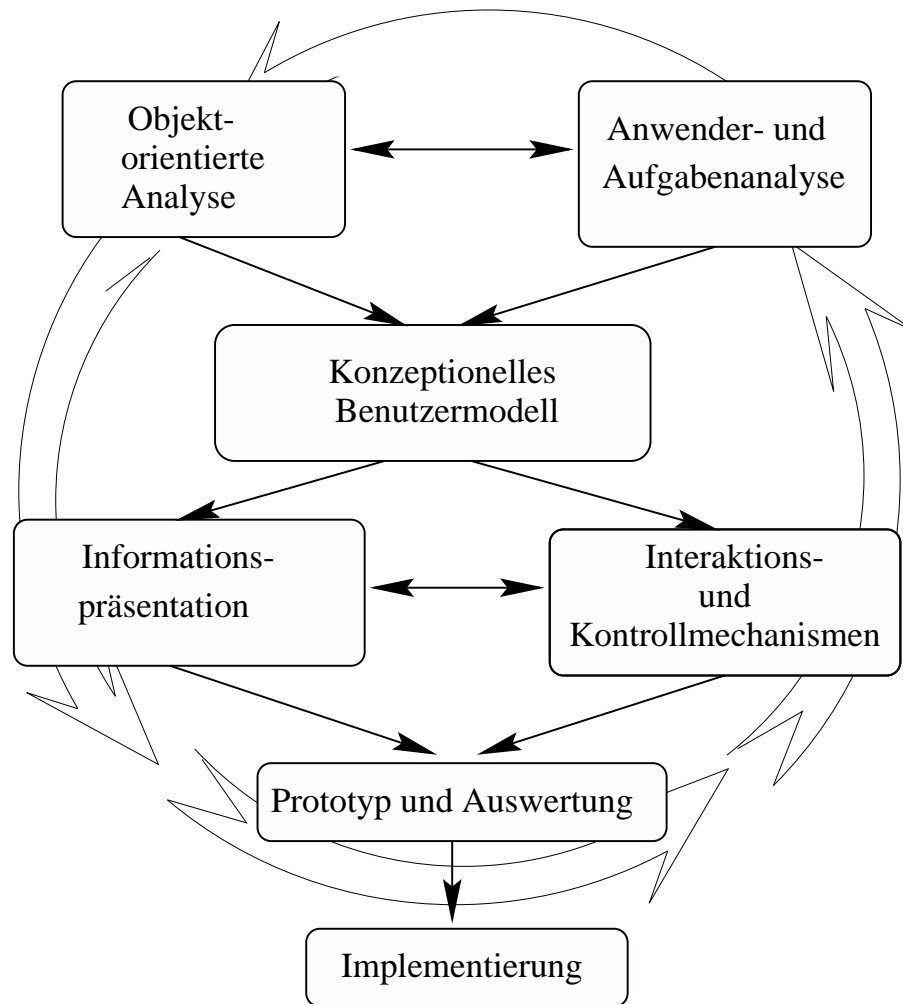 Objekt-
orientierte
Analyse
Anwender- und
Aufgabenanalyse
Konzeptionelles
Benutzermodell
Informations-
präsentation
Interaktions-
und
Kontrollmechanismen
Prototyp und Auswertung
Implementierung